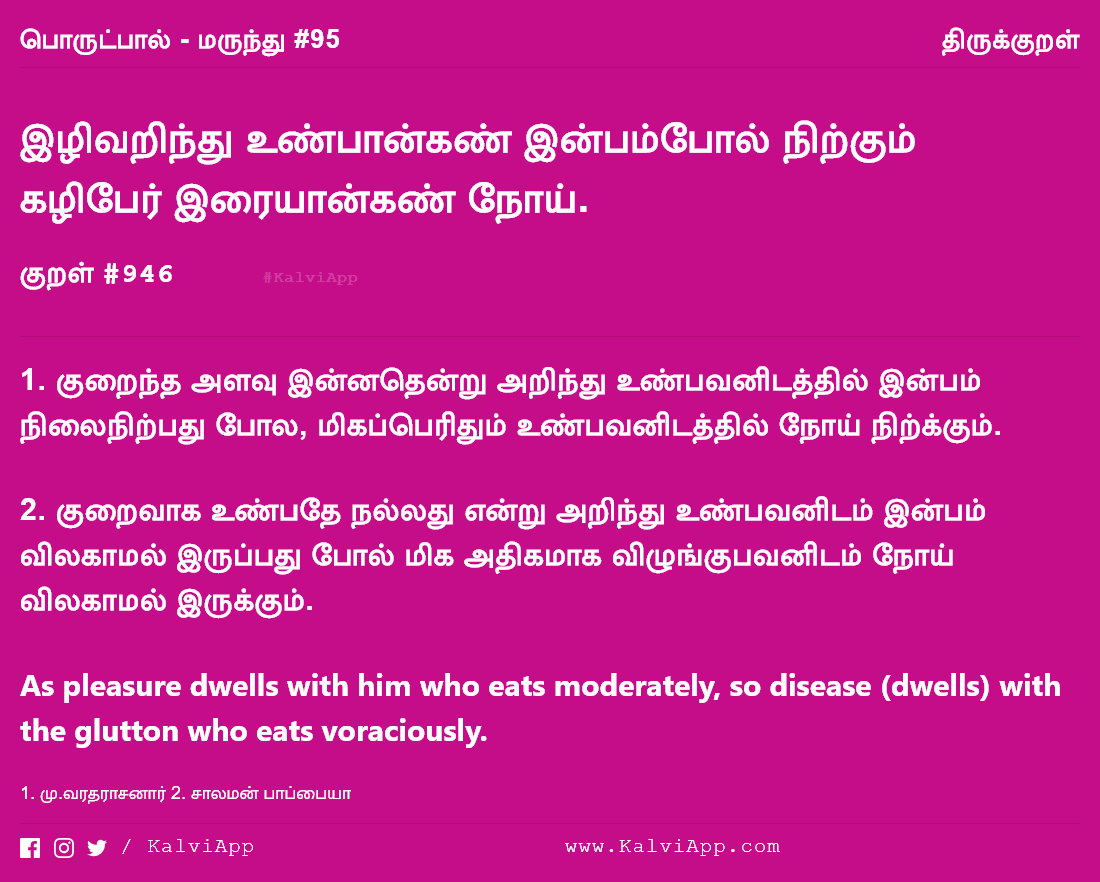 பொருட்பால் - மருந்து #95
திருக்குறள்
இழிவறிந்து உண்பான்கண் இன்பம்போல் நிற்கும்
கழிபேர் இரையான்கண் நோய்.
குறள் #946
#KalviApp
1. குறைந்த அளவு இன்னதென்று அறிந்து உண்பவனிடத்தில் இன்பம்
நிலைநிற்பது போல, மிகப்பெரிதும் உண்பவனிடத்தில் நோய் நிற்க்கும்.
2. குறைவாக உண்பதே நல்லது என்று அறிந்து உண்பவனிடம் இன்பம்
விலகாமல் இருப்பது போல் மிக அதிகமாக விழுங்குபவனிடம் நோய்
விலகாமல் இருக்கும்.
As pleasure dwells with him who eats moderately, so disease (dwells) with
the glutton who eats voraciously.
1. மு.வரதராசனார் 2. சாலமன் பாப்பையா
/ KalviApp
www.KalviApp.com